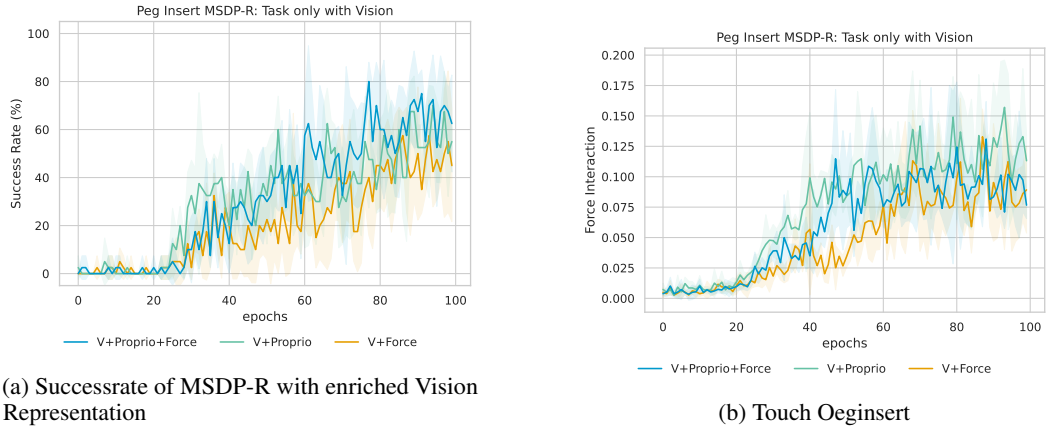 Peg Insert MSDP-R: Task only with Vision
100
80
60
40
20
0
Success Rate (%)
0 20 40 60 80 100
epochs
V+Proprio+Force V+Proprio V+Force
(a) Successrate of MSDP-R with enriched Vision
Representation
Peg Insert MSDP-R: Task only with Vision
0.200
0.175
0.150
0.125
0.100
0.075
0.050
0.025
0.000
Force Interaction
0 20 40 60 80 100
epochs
V+Proprio+Force V+Proprio V+Force
(b) Touch Oeginsert